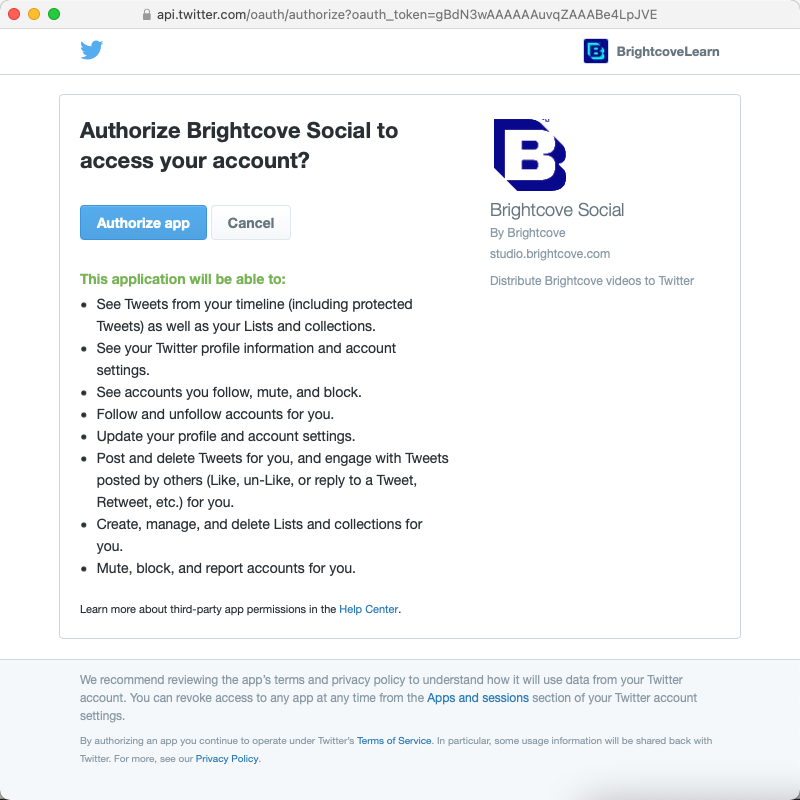 api.twitter.com/oauth/authorize?oauth_token=gBdN3wAAAAAAuvqZAAABe4LpJVE
BrightcoveLearn
Authorize Brightcove Social to
access your account?
Authorize app
Cancel
This application will be able to:
• See Tweets from your timeline (including protected
Tweets) as well as your Lists and collections.
• See your Twitter profile information and account
settings.
• See accounts you follow, mute, and block.
• Follow and unfollow accounts for you.
• Update your profile and account settings.
• Post and delete Tweets for you, and engage with Tweets
posted by others (Like, un-Like, or reply to a Tweet,
Retweet, etc.) for you.
• Create, manage, and delete Lists and collections for
you.
• Mute, block, and report accounts for you.
Learn more about third-party app permissions in the Help Center.
B
Brightcove Social
By Brightcove
studio.brightcove.com
Distribute Brightcove videos to Twitter
We recommend reviewing the app's terms and privacy policy to understand how it will use data from your Twitter
account. You can revoke access to any app at any time from the Apps and sessions section of your Twitter account
settings.
By authorizing an app you continue to operate under Twitter's Terms of Service. In particular, some usage information will be shared back with
Twitter. For more, see our Privacy Policy.